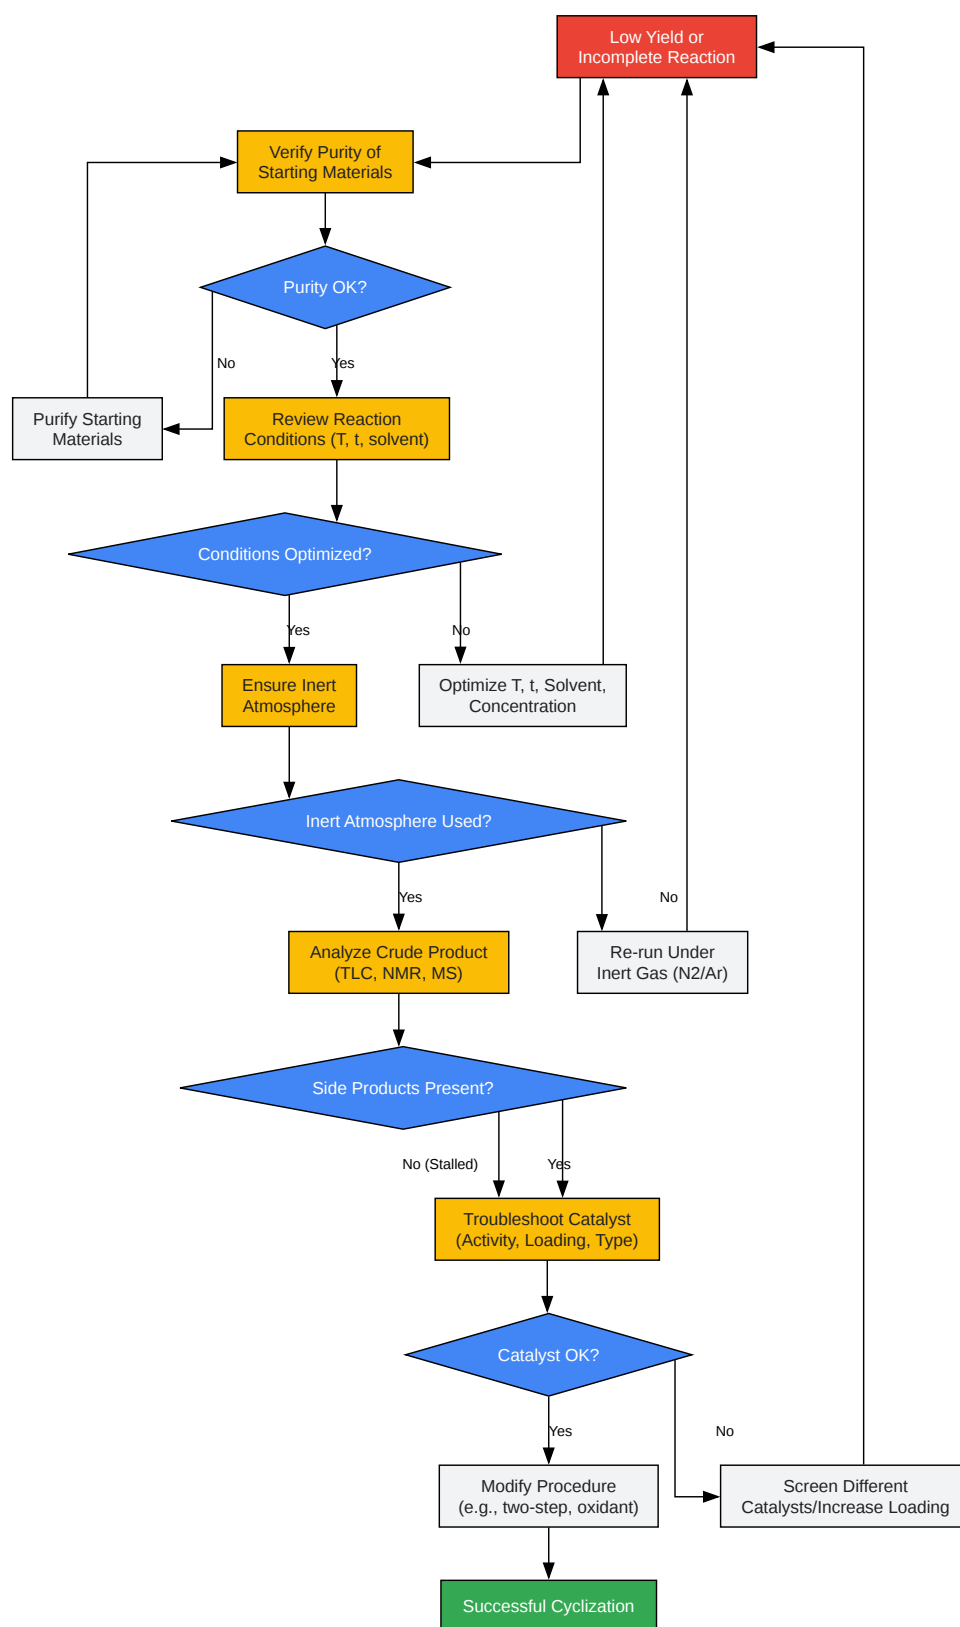 Low Yield or
Incomplete Reaction
Verify Purity of
Starting Materials
Purity OK?
No
Yes
Purify Starting
Materials
Review Reaction
Conditions (T, t, solvent)
Conditions Optimized?
Yes
No
Ensure Inert
Atmosphere
Optimize T, t, Solvent,
Concentration
Inert Atmosphere Used?
Yes
No
Analyze Crude Product
(TLC, NMR, MS)
Re-run Under
Inert Gas (N2/Ar)
Side Products Present?
No (Stalled)
Yes
Troubleshoot Catalyst
(Activity, Loading, Type)
Catalyst OK?
Yes
No
Modify Procedure
(e.g., two-step, oxidant)
Screen Different
Catalysts/Increase Loading
Successful Cyclization